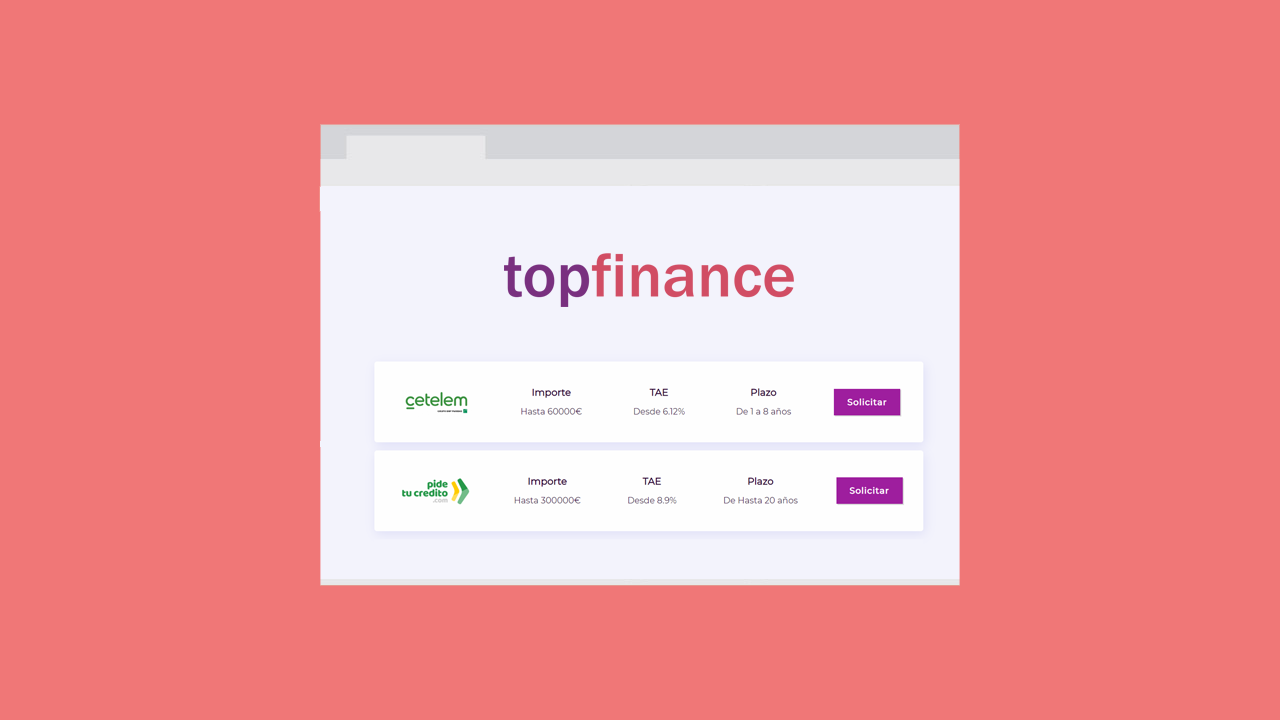 topfinance
cetelem
Importe TAE Plazo
Hasta 60000€ Desde 6.12% De 1 a 8 años
Solicitar
pide
tu credito
.com
Importe TAE Plazo
Hasta 300000€ Desde 8.9% De Hasta 20 años
Solicitar